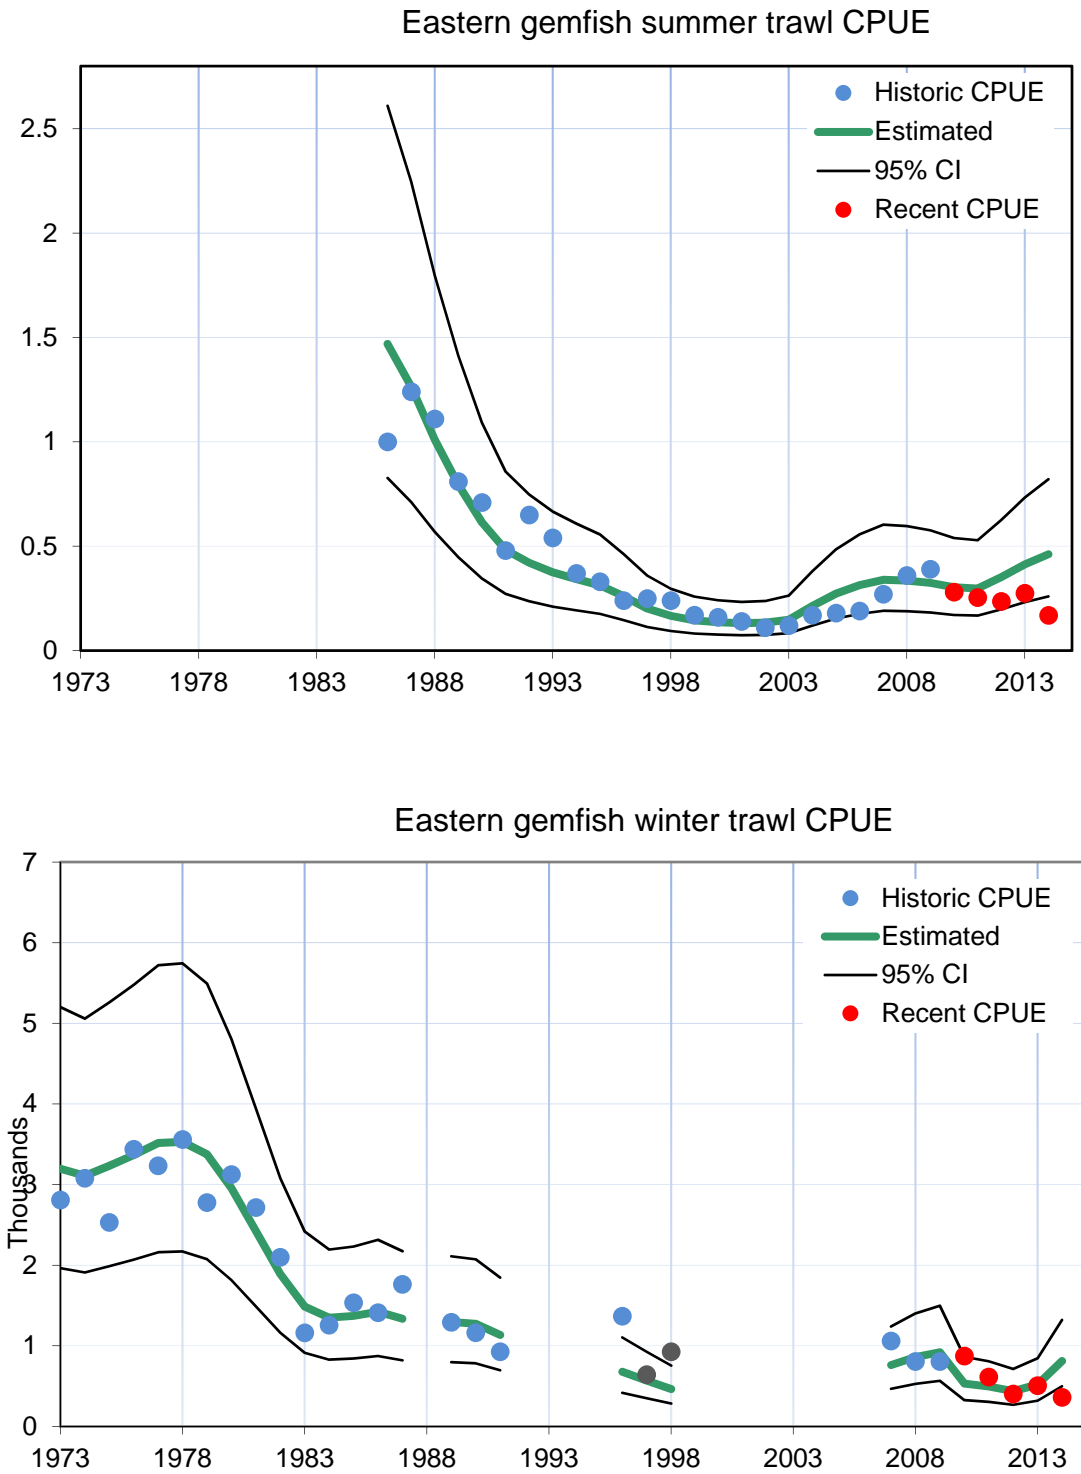 Eastern gemfish summer trawl CPUE
Historic CPUE
Estimated
95% CI
Recent CPUE
2.5
2
1.5
1
0.5
0
1973 1978 1983 1988 1993 1998 2003 2008 2013
Eastern gemfish winter trawl CPUE
Historic CPUE
Estimated
95% CI
Recent CPUE
7
6
5
4
3
2
1
0
Thousands
1973 1978 1983 1988 1993 1998 2003 2008 2013